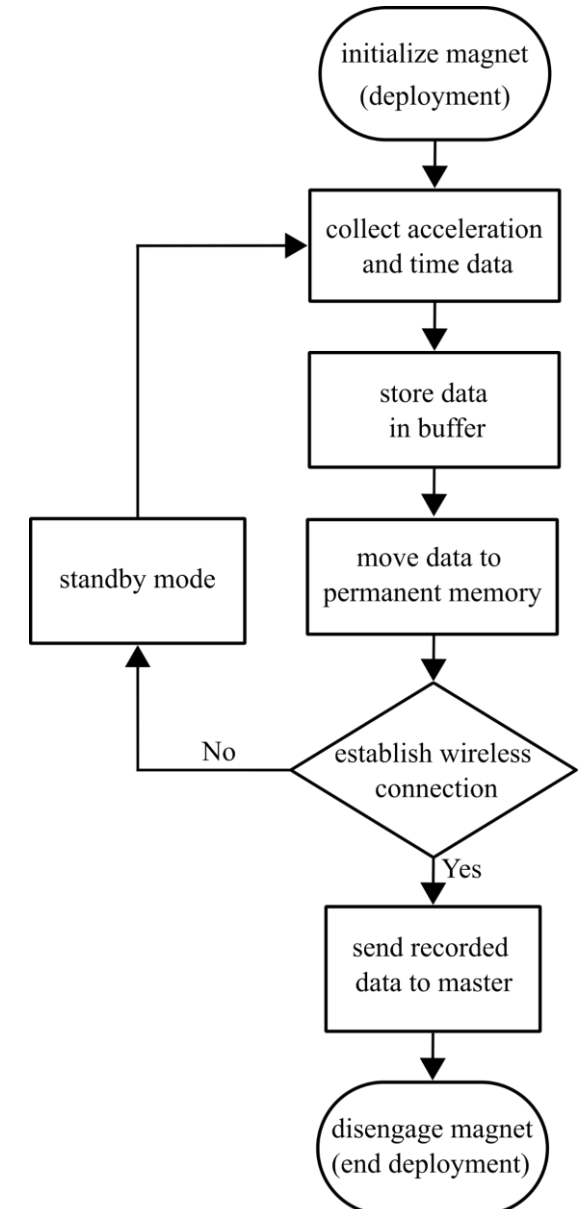 initialize magnet
(deployment)
collect acceleration
and time data
store data
in buffer
move data to
permanent memory
standby mode
establish wireless
connection
No
Yes
send recorded
data to master
disengage magnet
(end deployment)